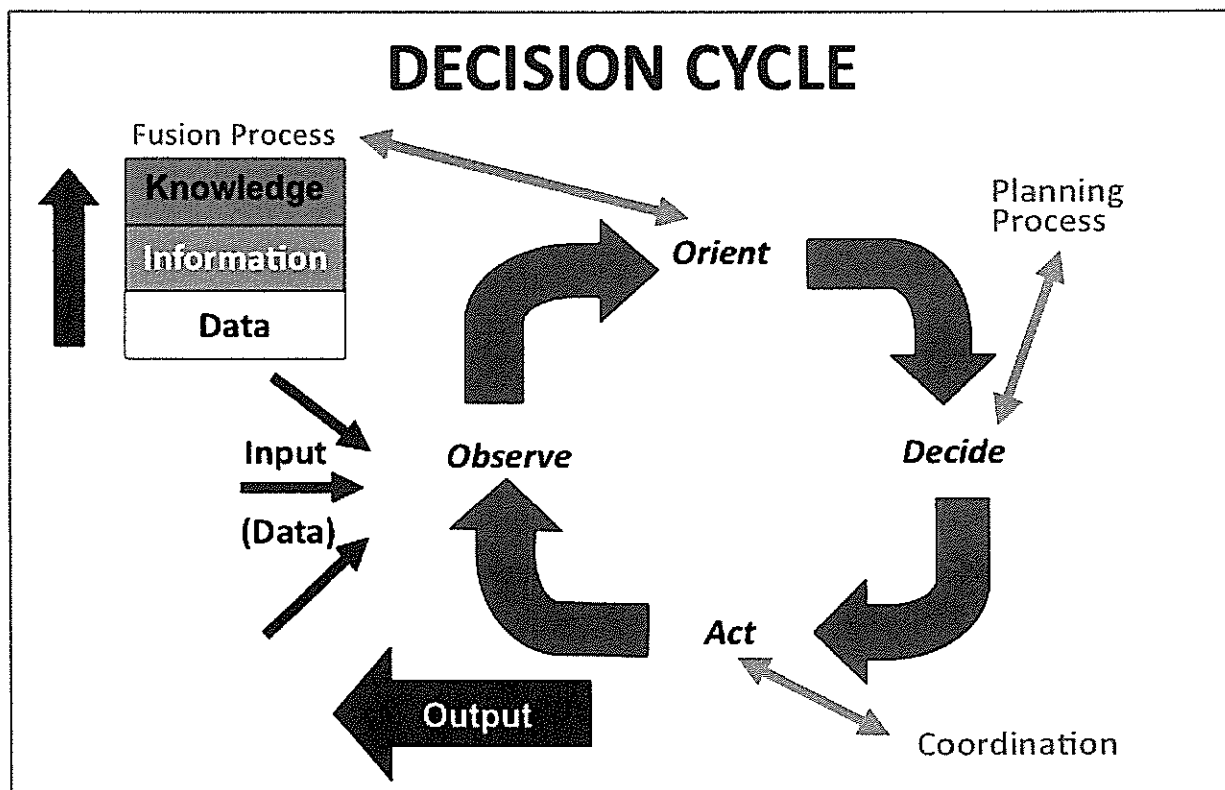 DECISION CYCLE
Fusion Process
Knowledge
Information
Data
Orient
Planning
Process
Input
(Data)
Observe
Decide
Act
Output
Coordination